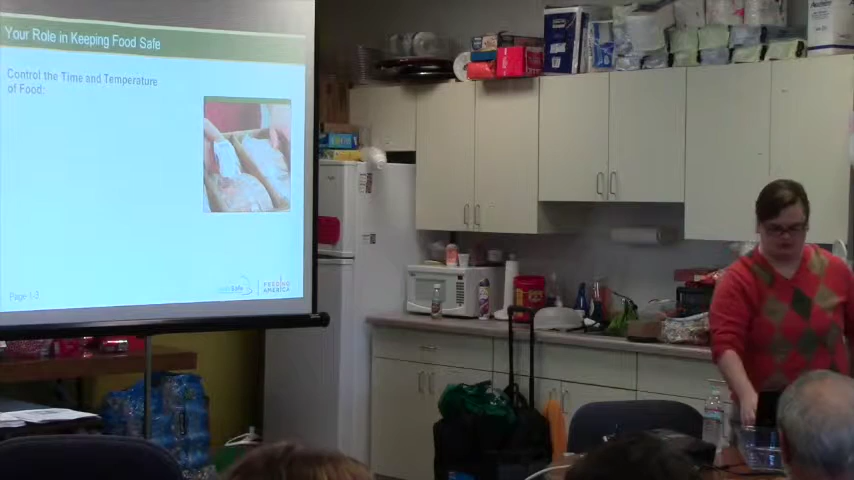 Your Role in Keeping Food Safe
Control the Time and Temperature
of Food:
Page 1-3
FEEDING
AMERICA